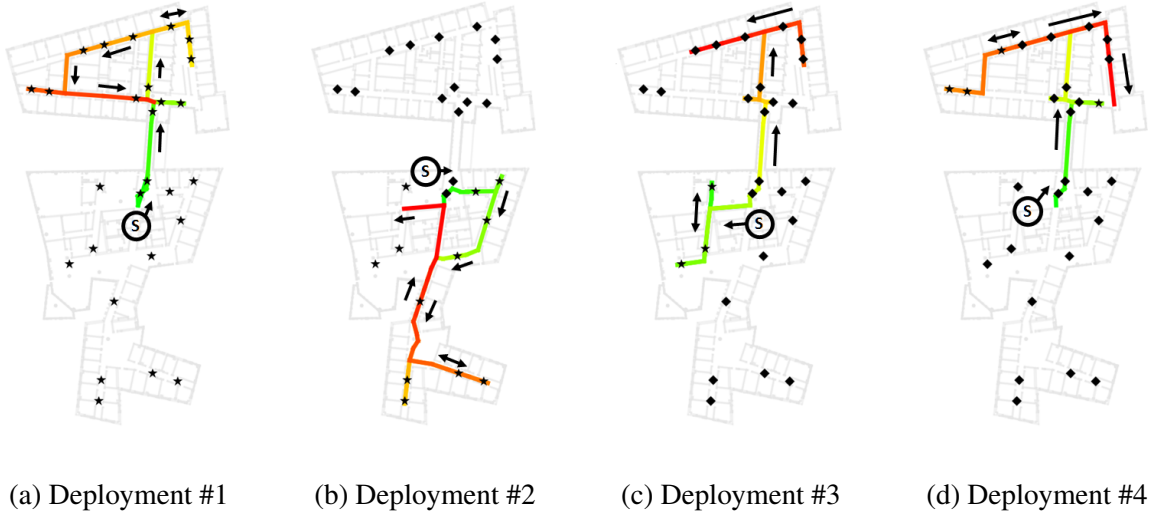 S
S
S
S
(a) Deployment #1
(b) Deployment #2
(c) Deployment #3
(d) Deployment #4